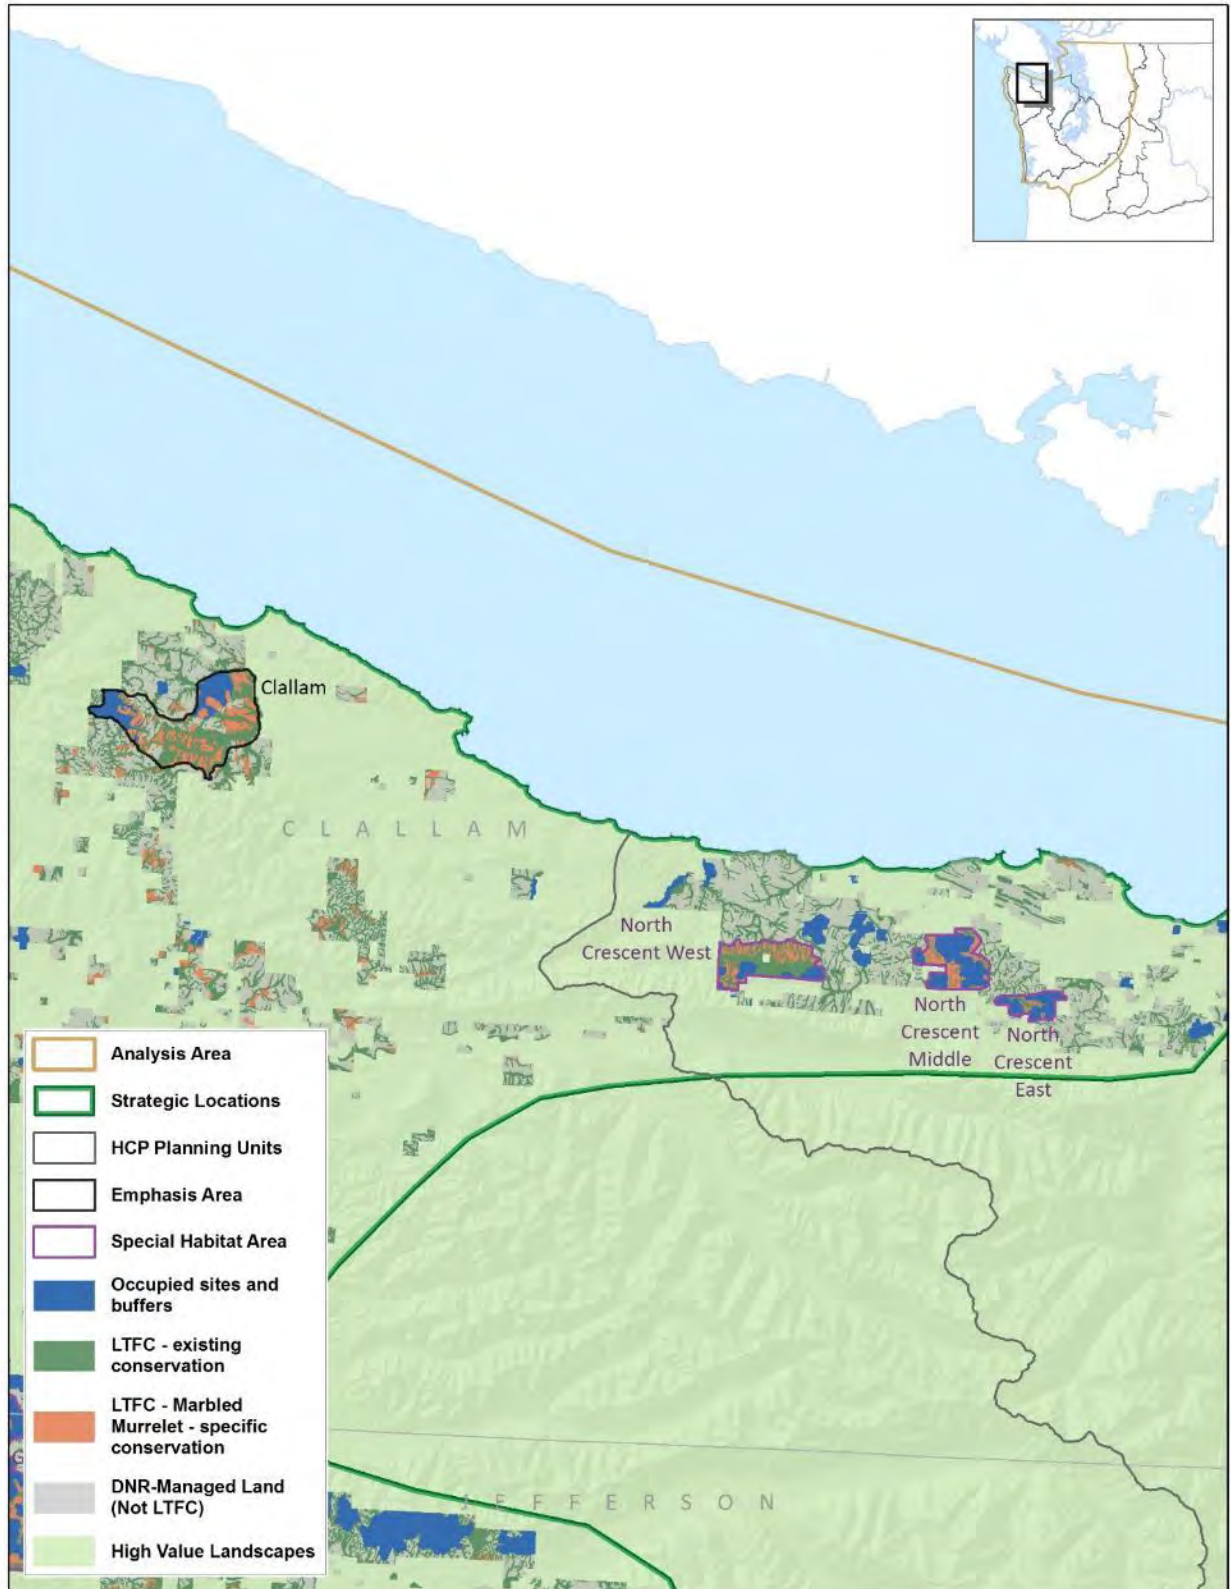 Clallam
CLALLAM
North
Crescent West
North
Crescent
Middle
North
Crescent
East
Analysis Area
Strategic Locations
HCP Planning Units
Emphasis Area
Special Habitat Area
Occupied sites and
buffers
LTFC - existing
conservation
LTFC - Marbled
Murrelet - specific
conservation
DNR-Managed Land
(Not LTFC)
High Value Landscapes
G
JEFFERSON